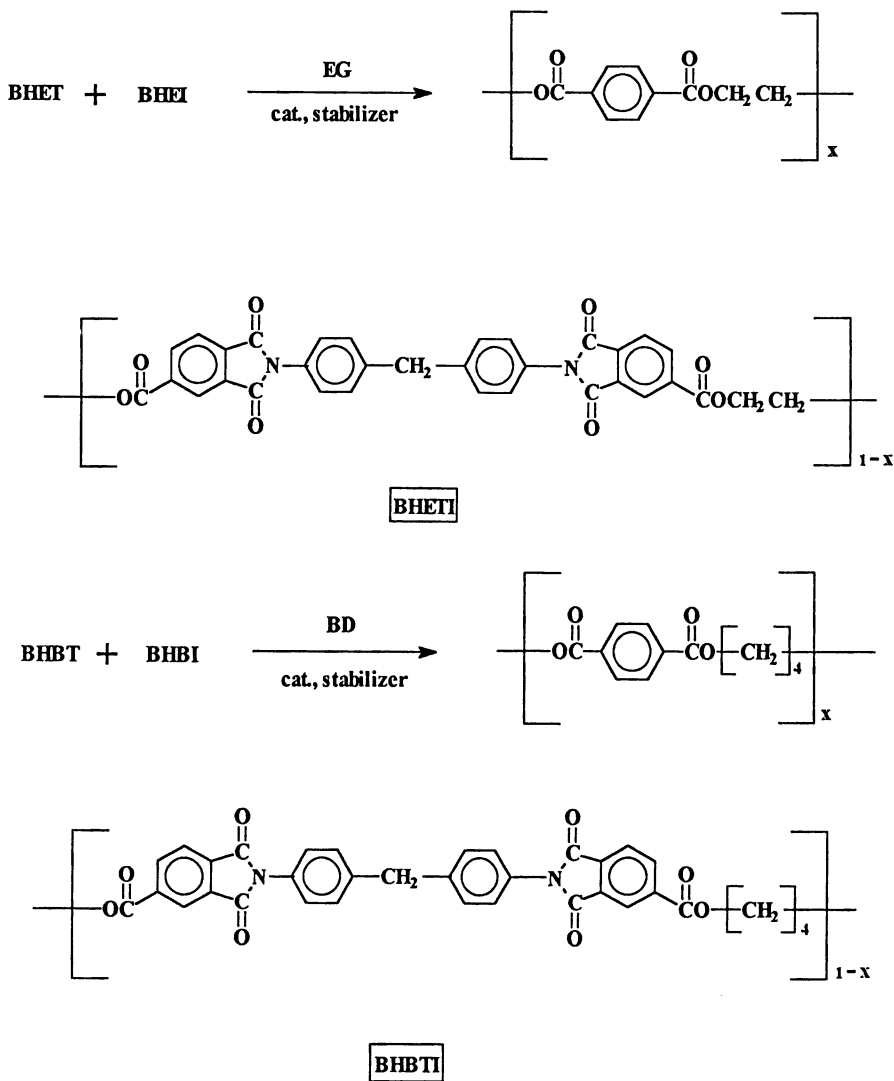 BHET + BHEI EG cat., stabilizer
O O
OC COCH2 CH2 x
O O O O
O C C O
OC N CH2 N COCH2 CH2
C C
O O 1-x
BHETI
BHBT + BHBI BD cat., stabilizer
O O
OC CO CH2 4 x
O O
O C C O
OC N CH2 N CO CH2 4
C C
O O 1-x
BHBTI